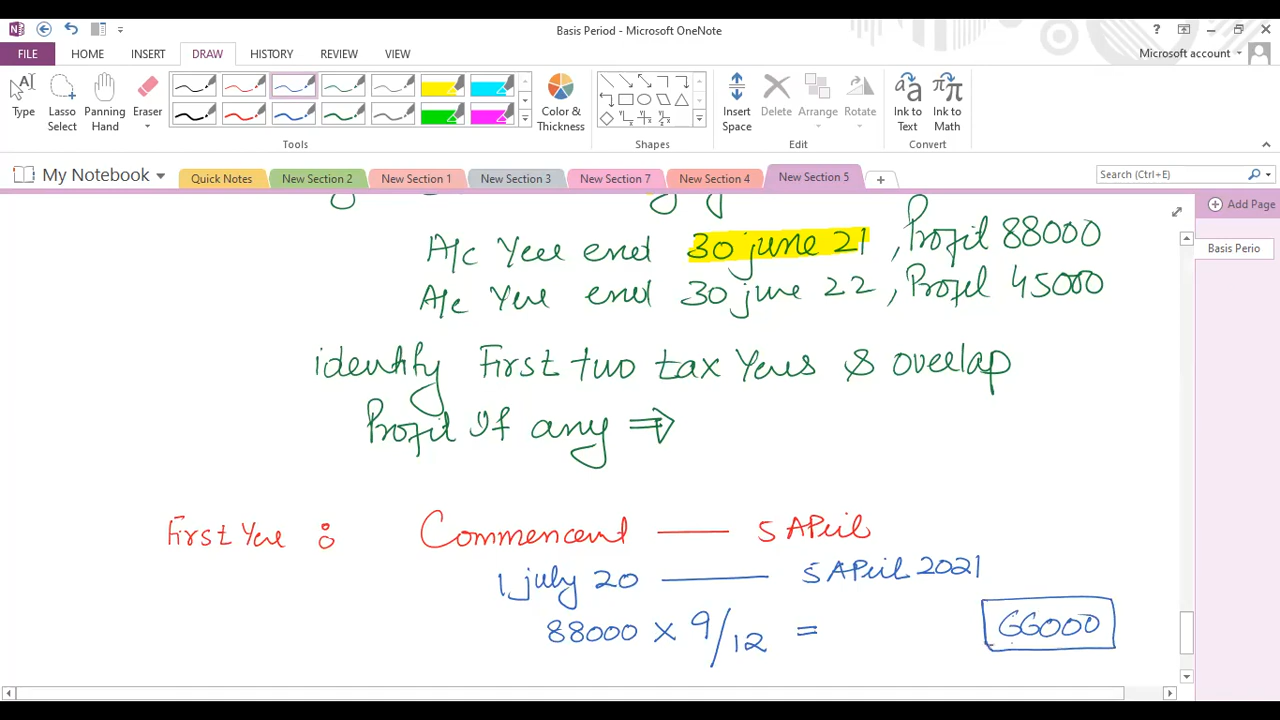 Basis Period - Microsoft OneNote
FILE HOME INSERT DRAW HISTORY REVIEW VIEW
Microsoft account
Type Lasso Select Panning Hand Eraser
Color & Thickness
Insert Space Delete Arrange Rotate Ink to Text Ink to Math
Tools Shapes Edit Convert
My Notebook Quick Notes New Section 2 New Section 1 New Section 3 New Section 7 New Section 4 New Section 5
Search (Ctrl+E)
Add Page
Basis Perio
A/c Year end 30 june 21, Profit 88000
A/c Year end 30 june 22, Profit 45000
identify First two tax Years & overlap
Profit If any ⇒
First Year : Commencent — 5 April
1 july 20 — 5 April 2021
88000 × 9/12 = 66000